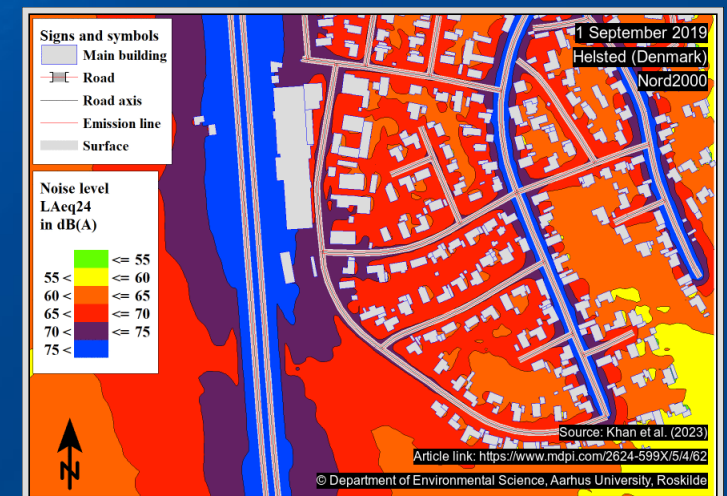 Signs and symbols
Main building
Road
Road axis
Emission line
Surface
Noise level
LAeq24
in dB(A)
<= 55
55 < <= 60
60 < <= 65
65 < <= 70
70 < <= 75
75 <
1 September 2019
Helsted (Denmark)
Nord2000
N
Source: Khan et al. (2023)
Article link: https://www.mdpi.com/2624-599X/5/4/62
© Department of Environmental Science, Aarhus University, Roskilde